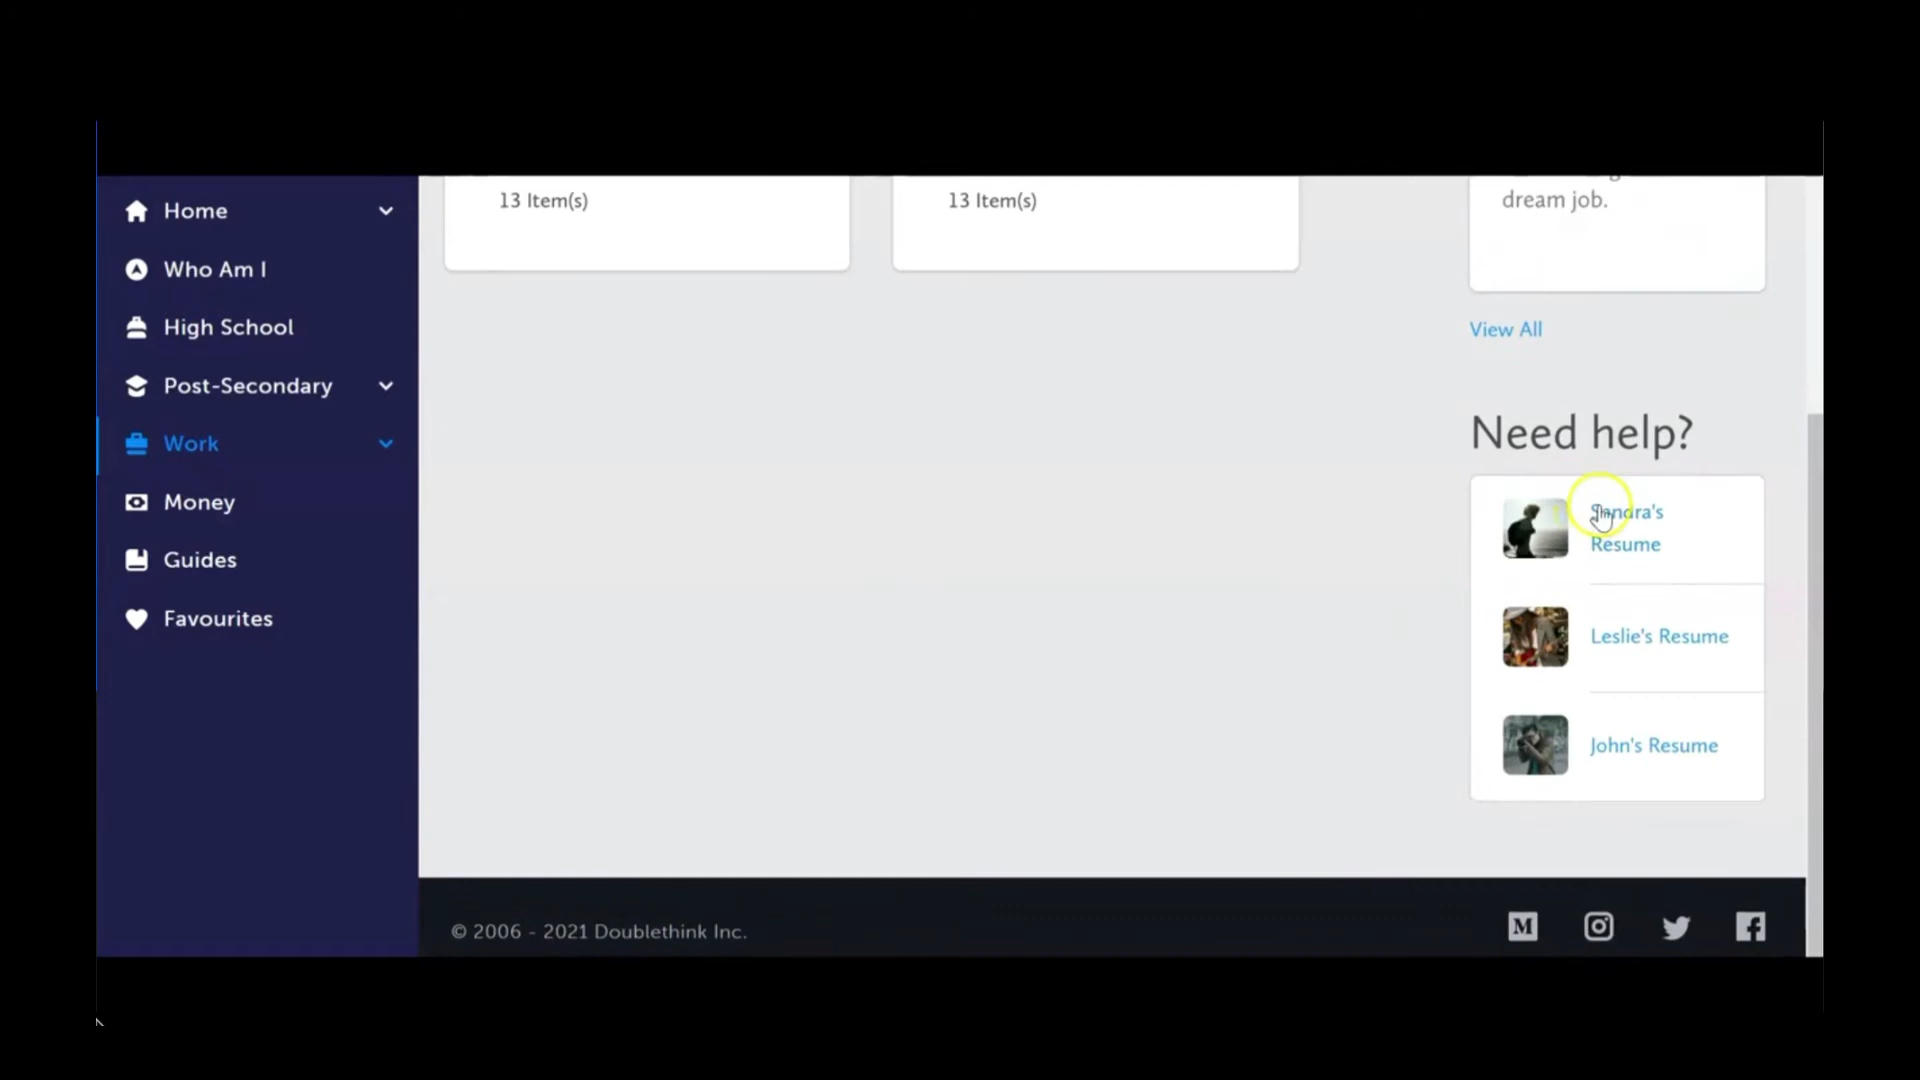 Home
Who Am I
High School
Post-Secondary
Work
Money
Guides
Favourites
13 Item(s)
13 Item(s)
dream job.
View All
Need help?
Sandra's
Resume
Leslie's Resume
John's Resume
© 2006 - 2021 Doublethink Inc.